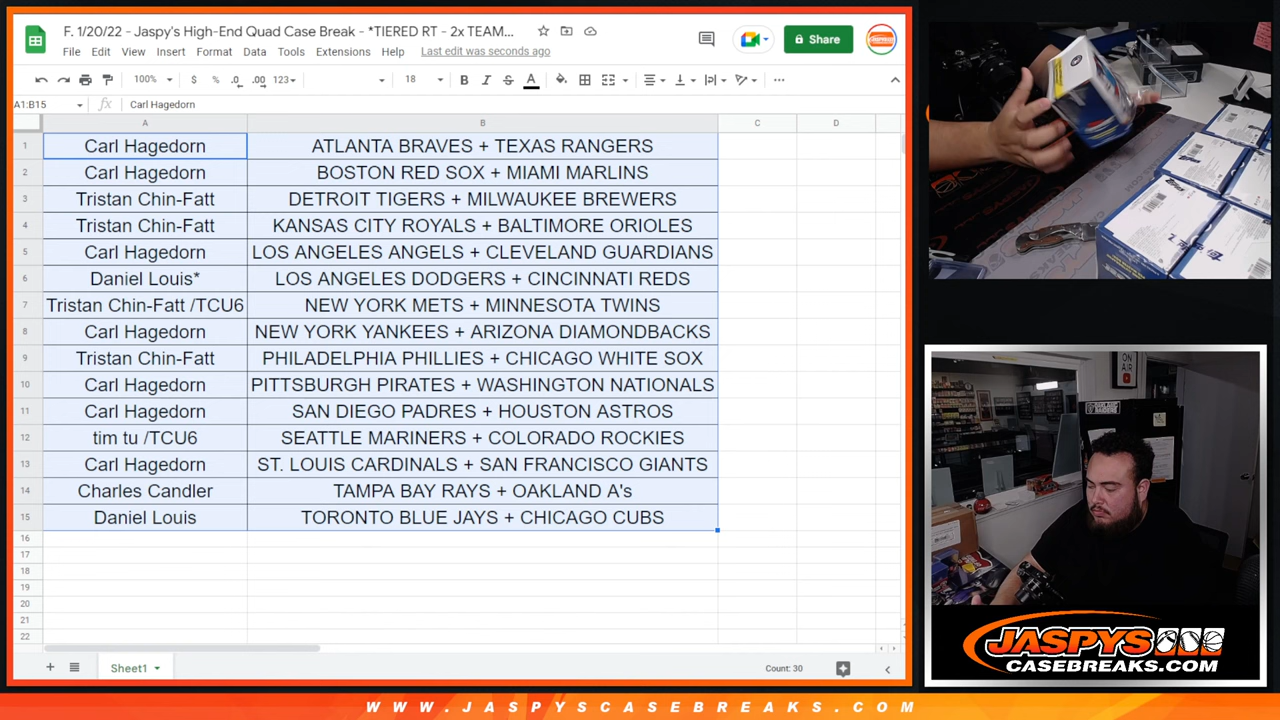 F. 1/20/22 - Jaspy's High-End Quad Case Break - *TIERED RT - 2x TEAM...
File Edit View Insert Format Data Tools Extensions Help Last edit was seconds ago
Share
100% $ % .0 .00 123 18 B I S A
A1:B15 fx Carl Hagedorn
A B C D
1 Carl Hagedorn ATLANTA BRAVES + TEXAS RANGERS
2 Carl Hagedorn BOSTON RED SOX + MIAMI MARLINS
3 Tristan Chin-Fatt DETROIT TIGERS + MILWAUKEE BREWERS
4 Tristan Chin-Fatt KANSAS CITY ROYALS + BALTIMORE ORIOLES
5 Carl Hagedorn LOS ANGELES ANGELS + CLEVELAND GUARDIANS
6 Daniel Louis* LOS ANGELES DODGERS + CINCINNATI REDS
7 Tristan Chin-Fatt /TCU6 NEW YORK METS + MINNESOTA TWINS
8 Carl Hagedorn NEW YORK YANKEES + ARIZONA DIAMONDBACKS
9 Tristan Chin-Fatt PHILADELPHIA PHILLIES + CHICAGO WHITE SOX
10 Carl Hagedorn PITTSBURGH PIRATES + WASHINGTON NATIONALS
11 Carl Hagedorn SAN DIEGO PADRES + HOUSTON ASTROS
12 tim tu /TCU6 SEATTLE MARINERS + COLORADO ROCKIES
13 Carl Hagedorn ST. LOUIS CARDINALS + SAN FRANCISCO GIANTS
14 Charles Candler TAMPA BAY RAYS + OAKLAND A's
15 Daniel Louis TORONTO BLUE JAYS + CHICAGO CUBS
16
17
18
19
20
21
22
Sheet1
Count: 30
ON AIR
JASPYS
CASEBREAKS.COM
WWW.JASPYSCASEBREAKS.COM